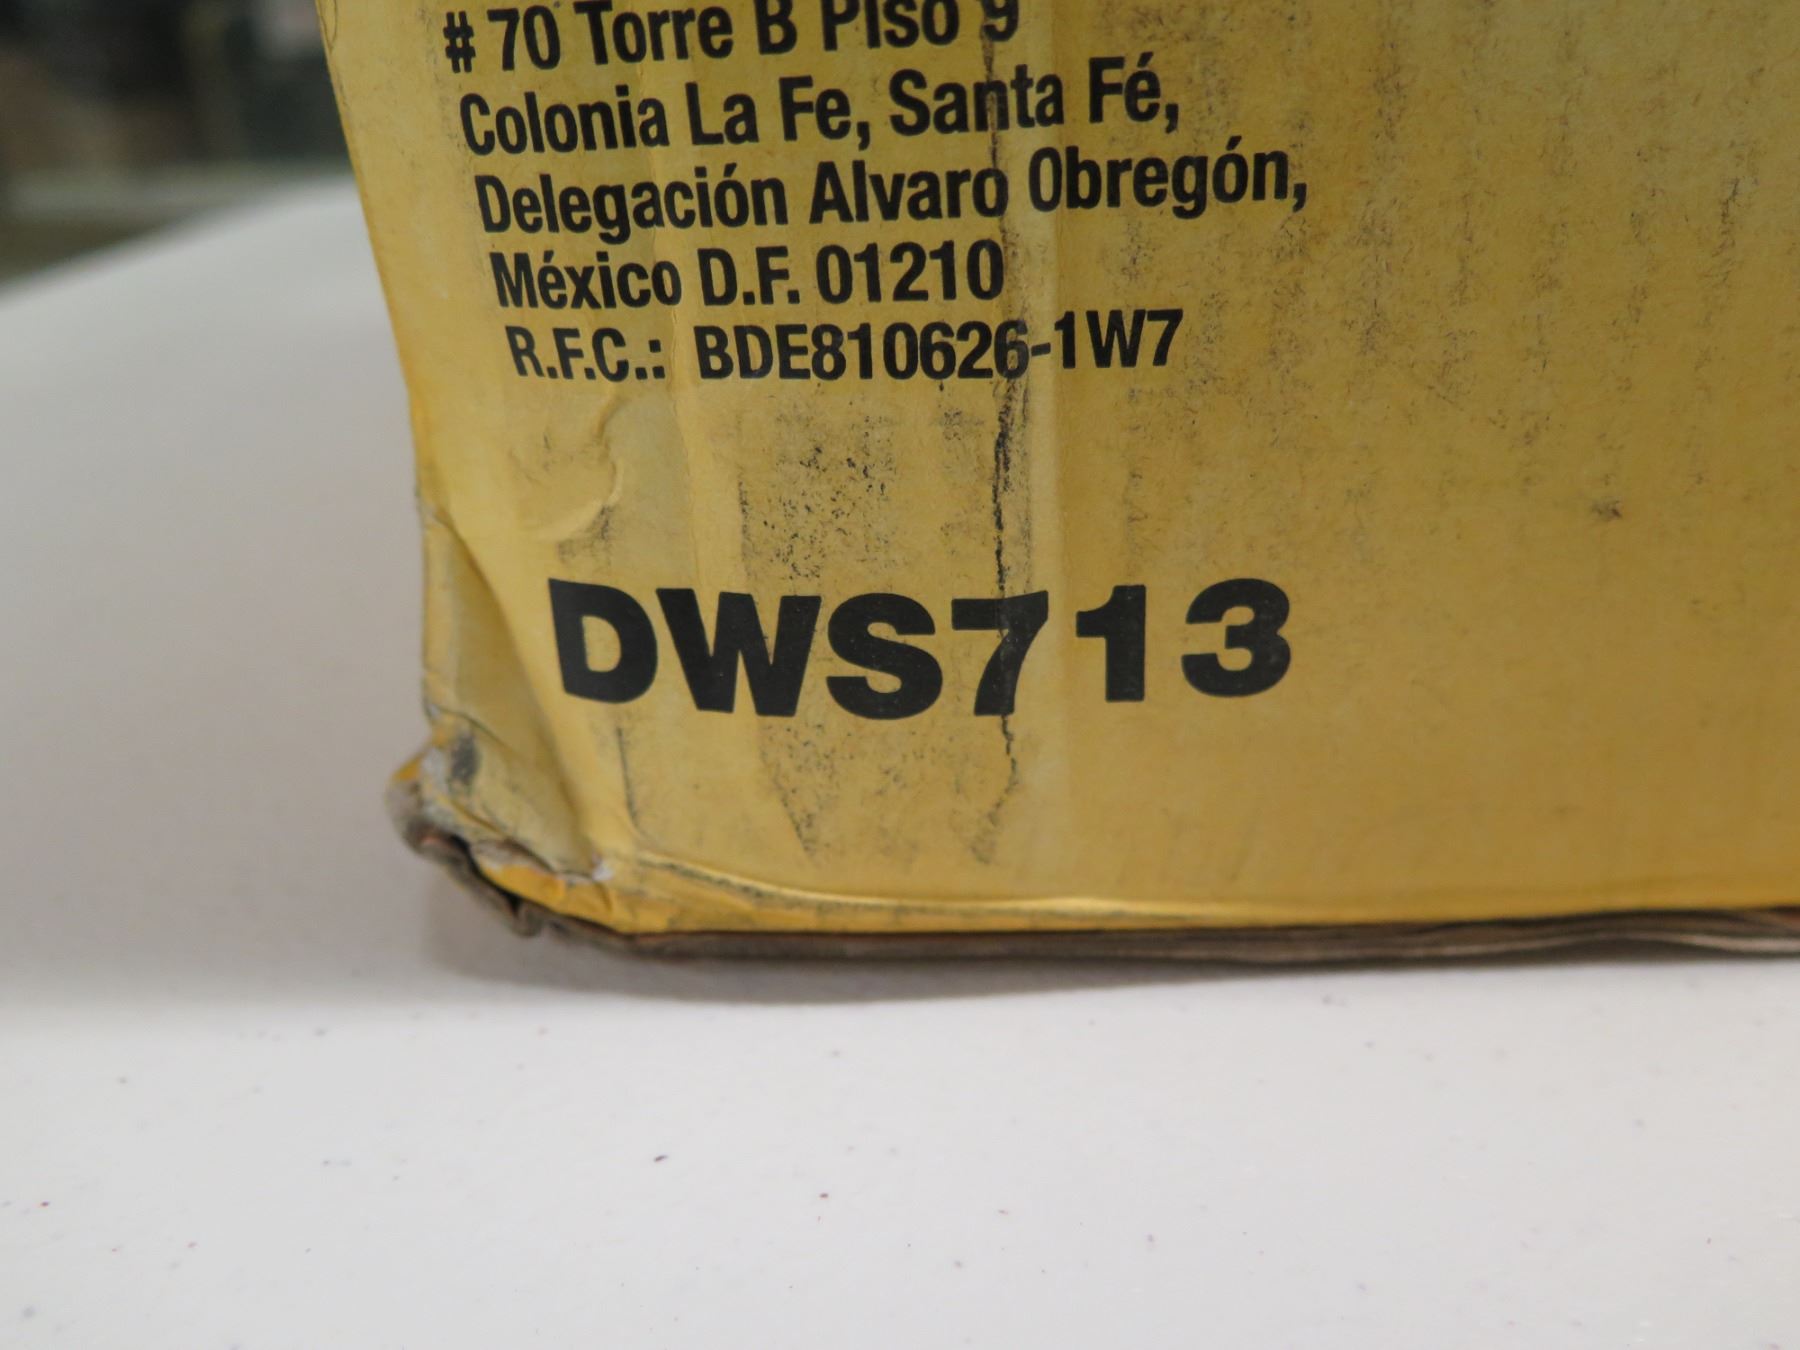 # 70 Torre B Piso 9
Colonia La Fe, Santa Fé,
Delegación Alvaro Obregón,
México D.F. 01210
R.F.C.: BDE810626-1W7
DWS713